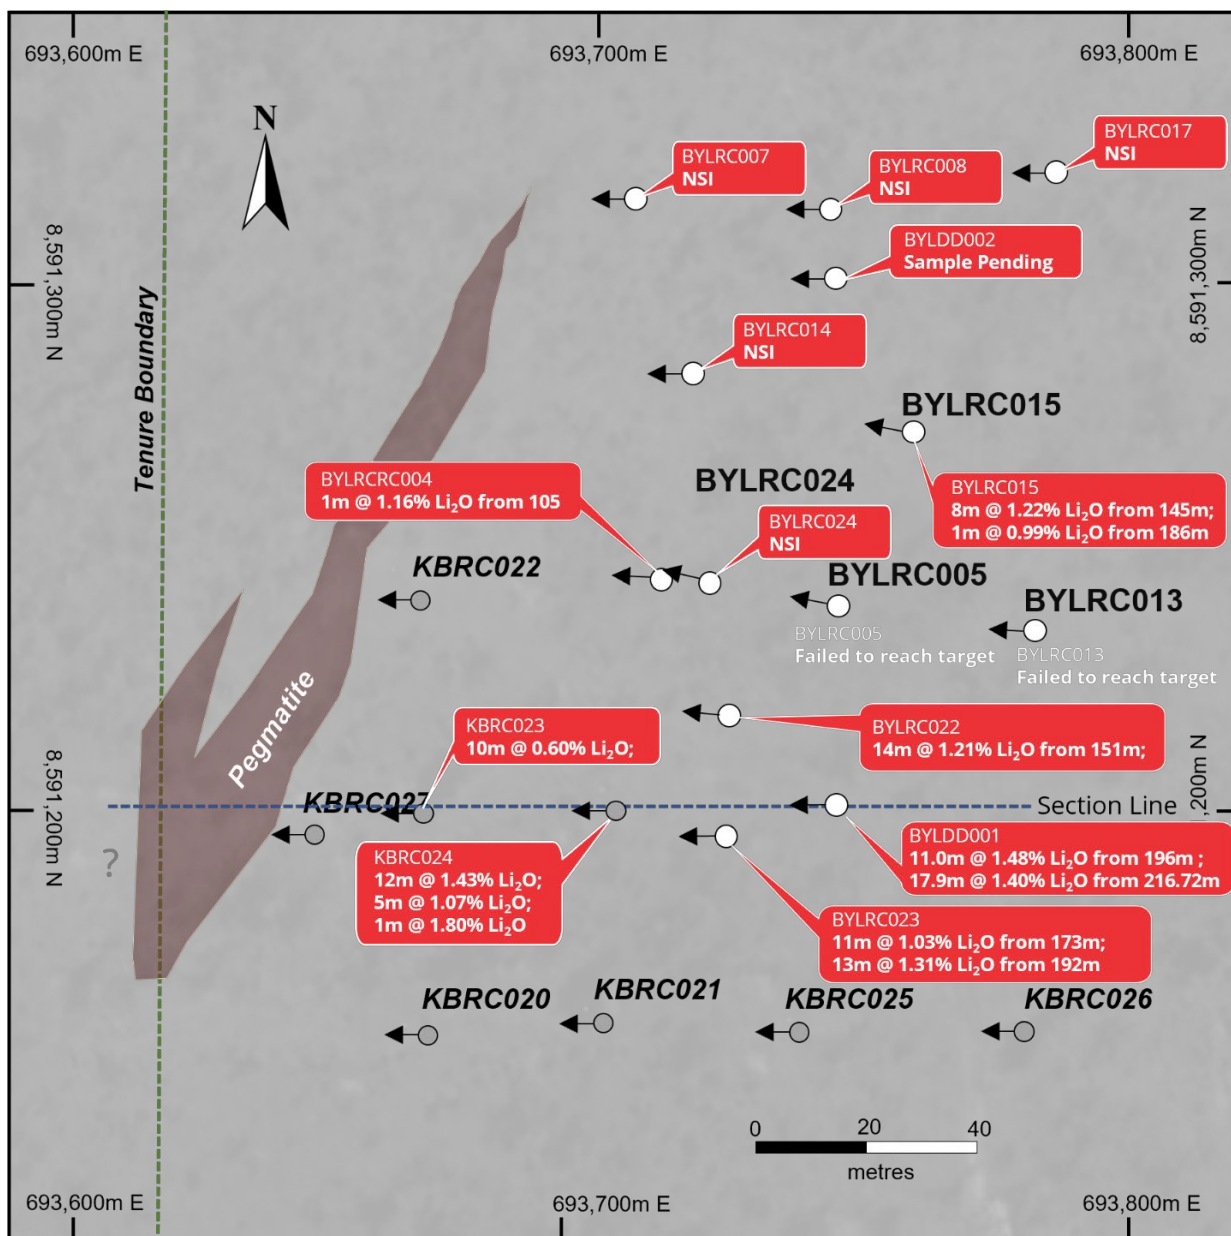 693,600m E
693,700m E
693,800m E
N
BYLRC007
NSI
BYLRC008
NSI
BYLRC017
NSI
BYLDD002
Sample Pending
8,591,300m N
8,591,300m N
Tenure Boundary
BYLRC014
NSI
BYLRC015
BYLRC015
8m @ 1.22% Li₂O from 145m;
1m @ 0.99% Li₂O from 186m
BYLRCRC004
1m @ 1.16% Li₂O from 105
BYLRC024
BYLRC024
NSI
KBRC022
BYLRC005
BYLRC005
Failed to reach target
BYLRC013
BYLRC013
Failed to reach target
Pegmatite
KBRC023
10m @ 0.60% Li₂O;
BYLRC022
14m @ 1.21% Li₂O from 151m;
8,591,200m N
,200m N
Section Line
KBRC027
?
KBRC024
12m @ 1.43% Li₂O;
5m @ 1.07% Li₂O;
1m @ 1.80% Li₂O
BYLDD001
11.0m @ 1.48% Li₂O from 196m ;
17.9m @ 1.40% Li₂O from 216.72m
BYLRC023
11m @ 1.03% Li₂O from 173m;
13m @ 1.31% Li₂O from 192m
KBRC020
KBRC021
KBRC025
KBRC026
0 20 40
metres
693,600m E
693,700m E
693,800m E